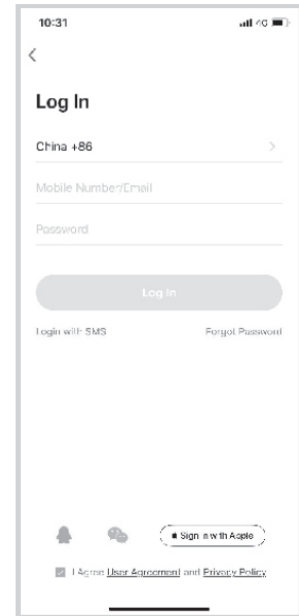 10:31
4G
Log In
China +86
Mobile Number/Email
Password
Log In
Login with SMS
Forgot Password
Sign in with Apple
I Agree User Agreement and Privacy Policy